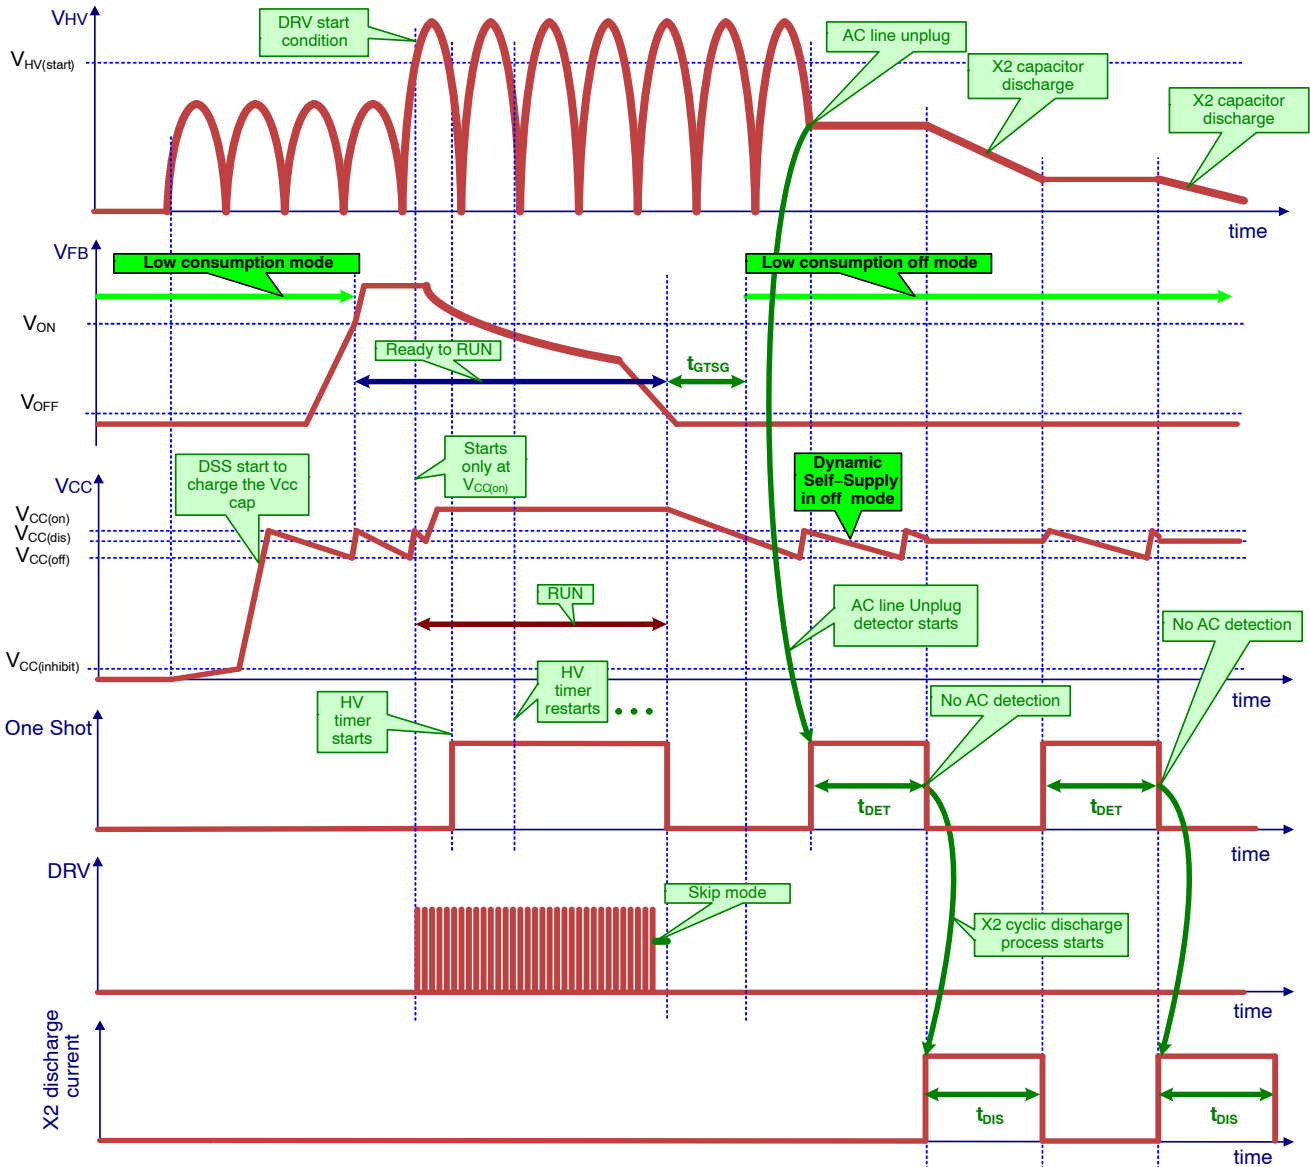 VHV
DRV start
condition
AC line unplug
VHV(start)
X2 capacitor
discharge
X2 capacitor
discharge
time
VFB
Low consumption mode
Low consumption off mode
VON
Ready to RUN
tGTSG
VOFF
DSS start to
charge the Vcc
cap
Starts
only at
VCC(on)
Dynamic
Self−Supply
in off mode
VCC
VCC(on)
VCC(dis)
VCC(off)
RUN
AC line Unplug
detector starts
No AC detection
VCC(inhibit)
HV
timer
restarts
time
HV
timer
starts
No AC detection
One Shot
tDET
tDET
time
DRV
Skip mode
X2 cyclic discharge
process starts
time
X2 discharge
current
tDIS
tDIS
time